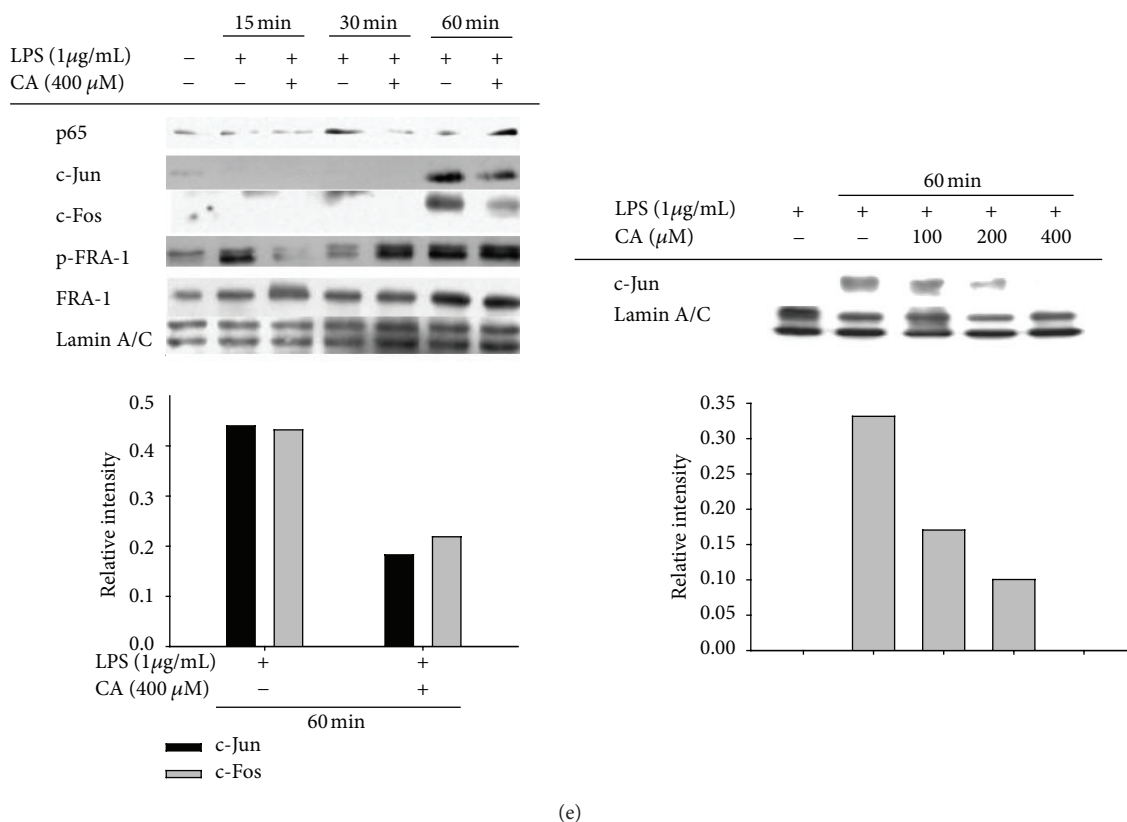 15 min 30 min 60 min
LPS (1μg/mL) − + + + + + +
CA (400 μM) − − + − + − +
p65
c-Jun
c-Fos
p-FRA-1
FRA-1
Lamin A/C
0.5
0.4
0.2
0.1
0.0
Relative intensity
LPS (1μg/mL) + +
CA (400 μM) − +
60 min
c-Jun
c-Fos
60 min
LPS (1μg/mL) + + + + +
CA (μM) − − 100 200 400
c-Jun
Lamin A/C
0.35
0.30
0.25
0.20
0.15
0.10
0.05
0.00
Relative intensity
(e)